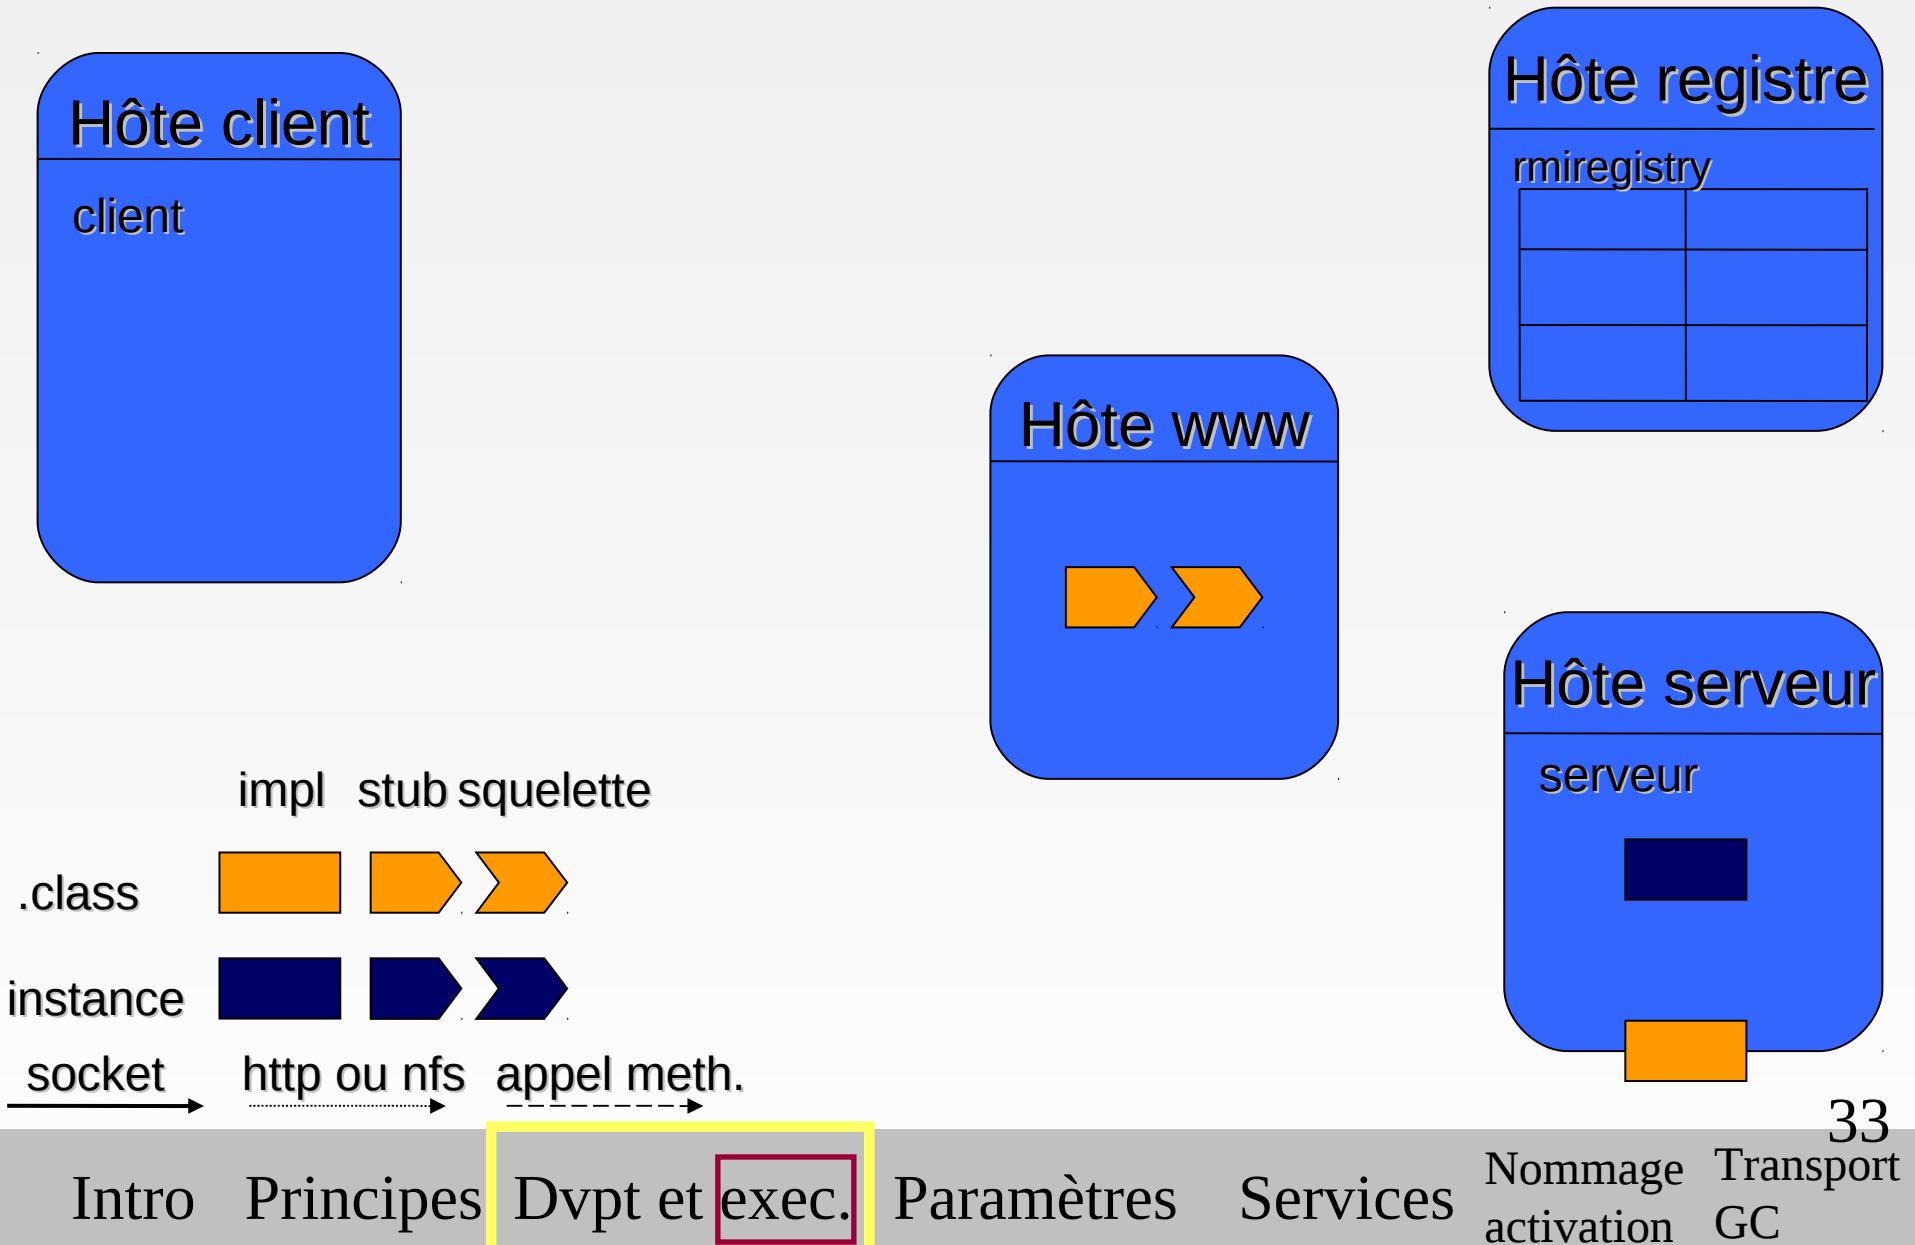 Hôte client
client
Hôte registre
rmiregistry
Hôte www
Hôte serveur
serveur
impl stub squelette
.class
instance
socket http ou nfs appel meth.
33
Intro Principes Dvpt et exec. Paramètres Services
Nommage
activation
Transport
GC